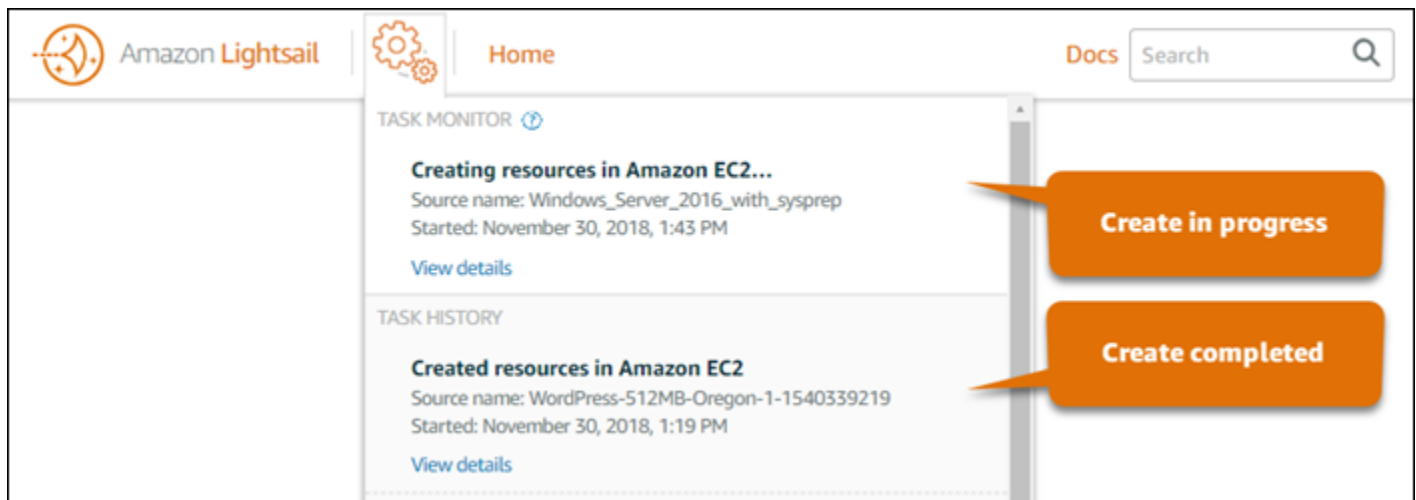 Amazon Lightsail
Home
Docs
Search
TASK MONITOR ?
Creating resources in Amazon EC2...
Source name: Windows_Server_2016_with_sysprep
Started: November 30, 2018, 1:43 PM
View details
Create in progress
TASK HISTORY
Created resources in Amazon EC2
Source name: WordPress-512MB-Oregon-1-1540339219
Started: November 30, 2018, 1:19 PM
View details
Create completed